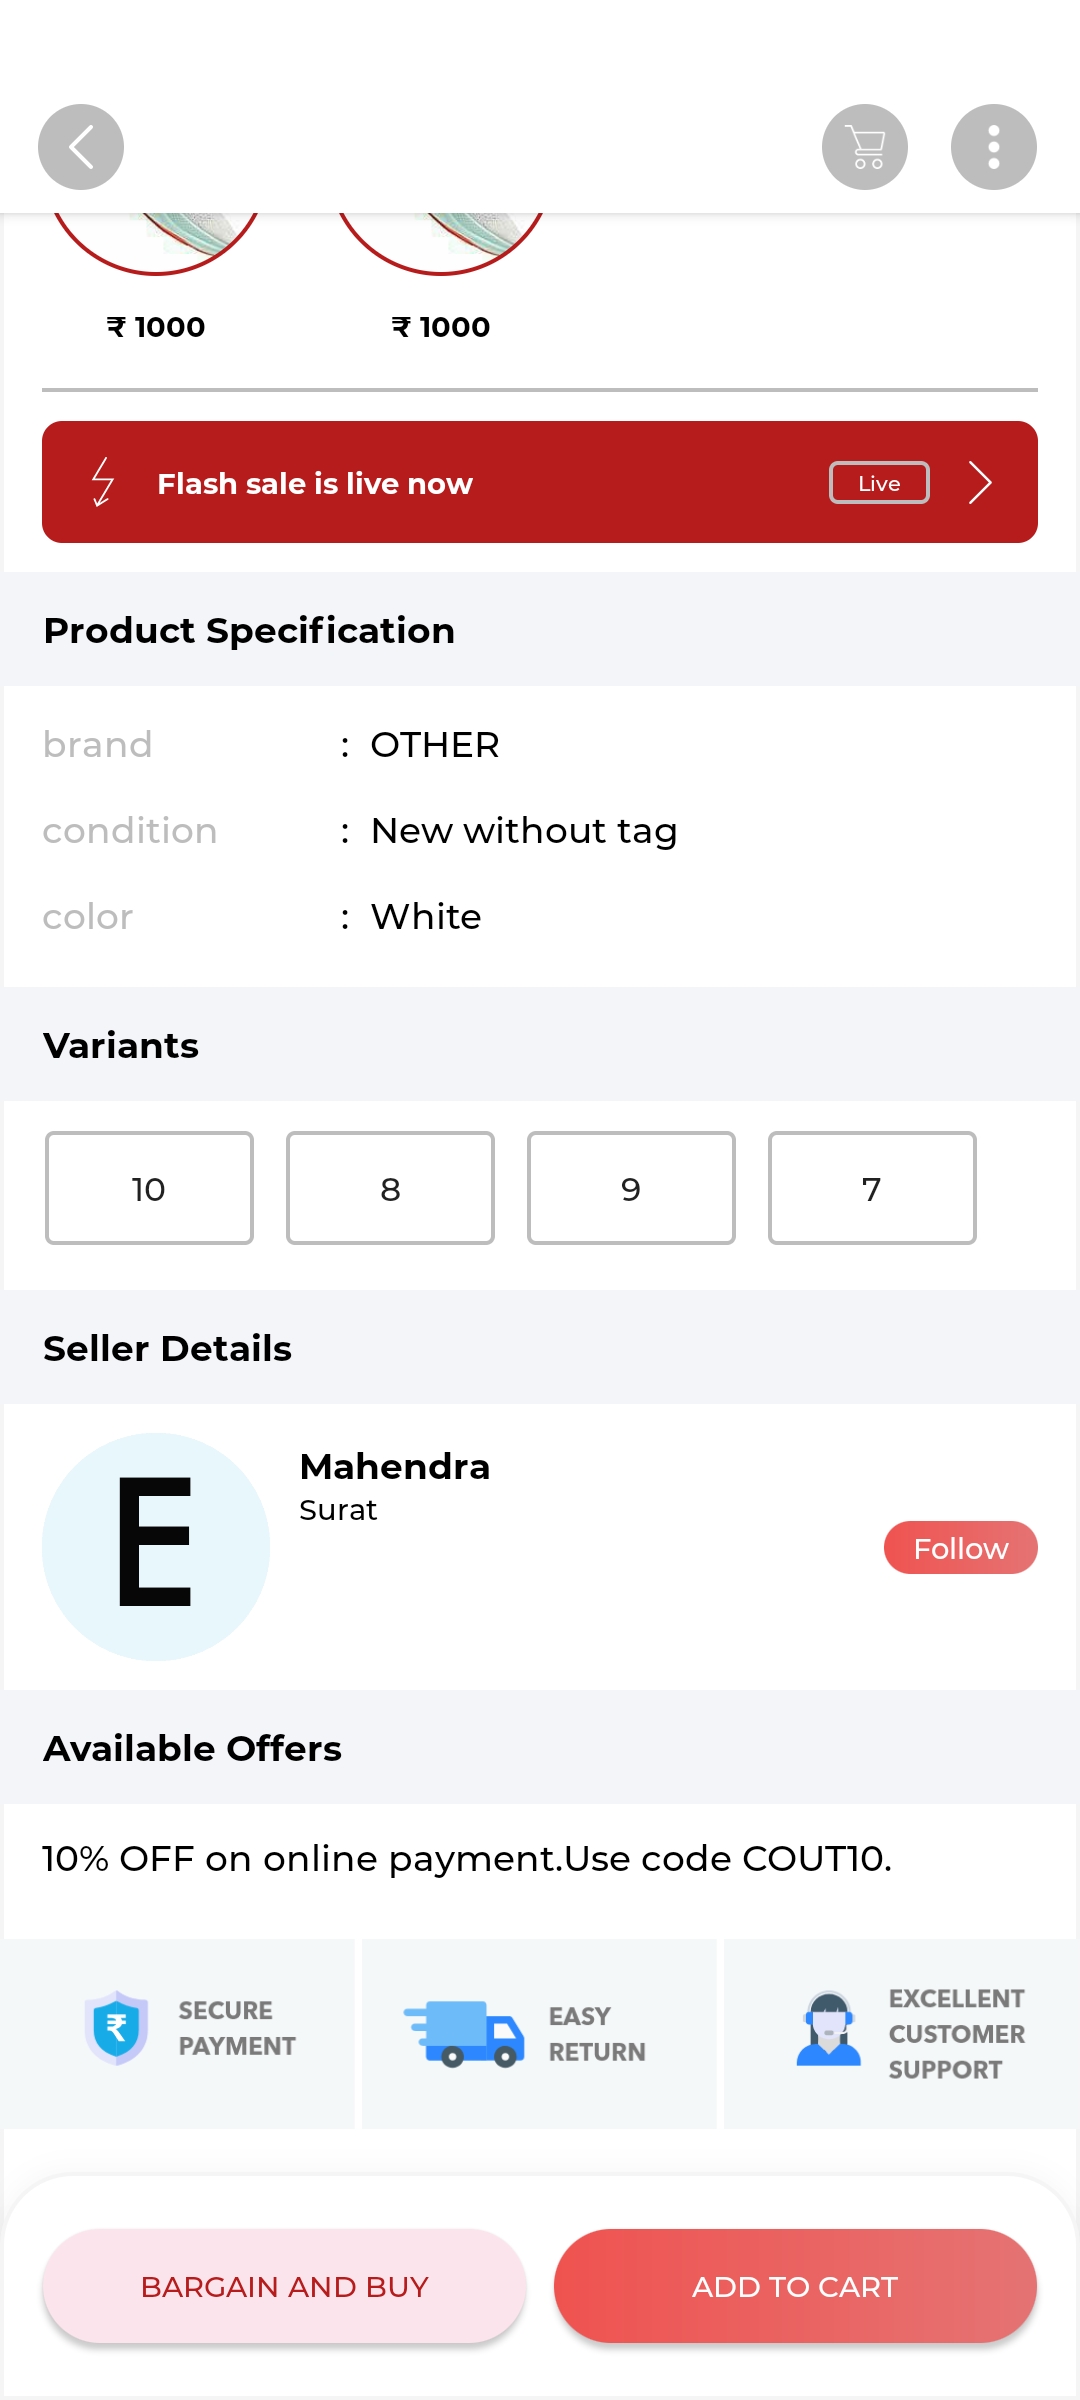 ₹ 1000 ₹ 1000
Flash sale is live now Live
Product Specification
brand : OTHER
condition : New without tag
color : White
Variants
10 8 9 7
Seller Details
E
Mahendra
Surat
Follow
Available Offers
10% OFF on online payment.Use code COUT10.
SECURE
PAYMENT
EASY
RETURN
EXCELLENT
CUSTOMER
SUPPORT
BARGAIN AND BUY ADD TO CART